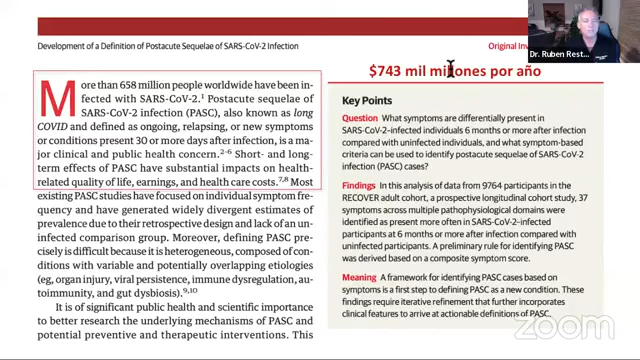 Development of a Definition of Postacute Sequelae of SARS-CoV-2 Infection
Original Inv
Dr. Ruben Rest...
$743 mil millones por año
More than 658 million people worldwide have been in-
fected with SARS-CoV-2.1 Postacute sequelae of
SARS-CoV-2 infection (PASC), also known as long
COVID and defined as ongoing, relapsing, or new symptoms
or conditions present 30 or more days after infection, is a ma-
jor clinical and public health concern.2-6 Short- and long-
term effects of PASC have substantial impacts on health-
related quality of life, earnings, and health care costs.7,8 Most
existing PASC studies have focused on individual symptom fre-
quency and have generated widely divergent estimates of
prevalence due to their retrospective design and lack of an un-
infected comparison group. Moreover, defining PASC pre-
cisely is difficult because it is heterogeneous, composed of con-
ditions with variable and potentially overlapping etiologies
(eg, organ injury, viral persistence, immune dysregulation, au-
toimmunity, and gut dysbiosis).9,10
It is of significant public health and scientific importance
to better research the underlying mechanisms of PASC and
potential preventive and therapeutic interventions. This
Key Points
Question What symptoms are differentially present in
SARS-CoV-2–infected individuals 6 months or more after infection
compared with uninfected individuals, and what symptom-based
criteria can be used to identify postacute sequelae of SARS-CoV-2
infection (PASC) cases?
Findings In this analysis of data from 9764 participants in the
RECOVER adult cohort, a prospective longitudinal cohort study, 37
symptoms across multiple pathophysiological domains were
identified as present more often in SARS-CoV-2–infected
participants at 6 months or more after infection compared with
uninfected participants. A preliminary rule for identifying PASC
was derived based on a composite symptom score.
Meaning A framework for identifying PASC cases based on
symptoms is a first step to defining PASC as a new condition. These
findings require iterative refinement that further incorporates
clinical features to arrive at actionable definitions of PASC.
zoom